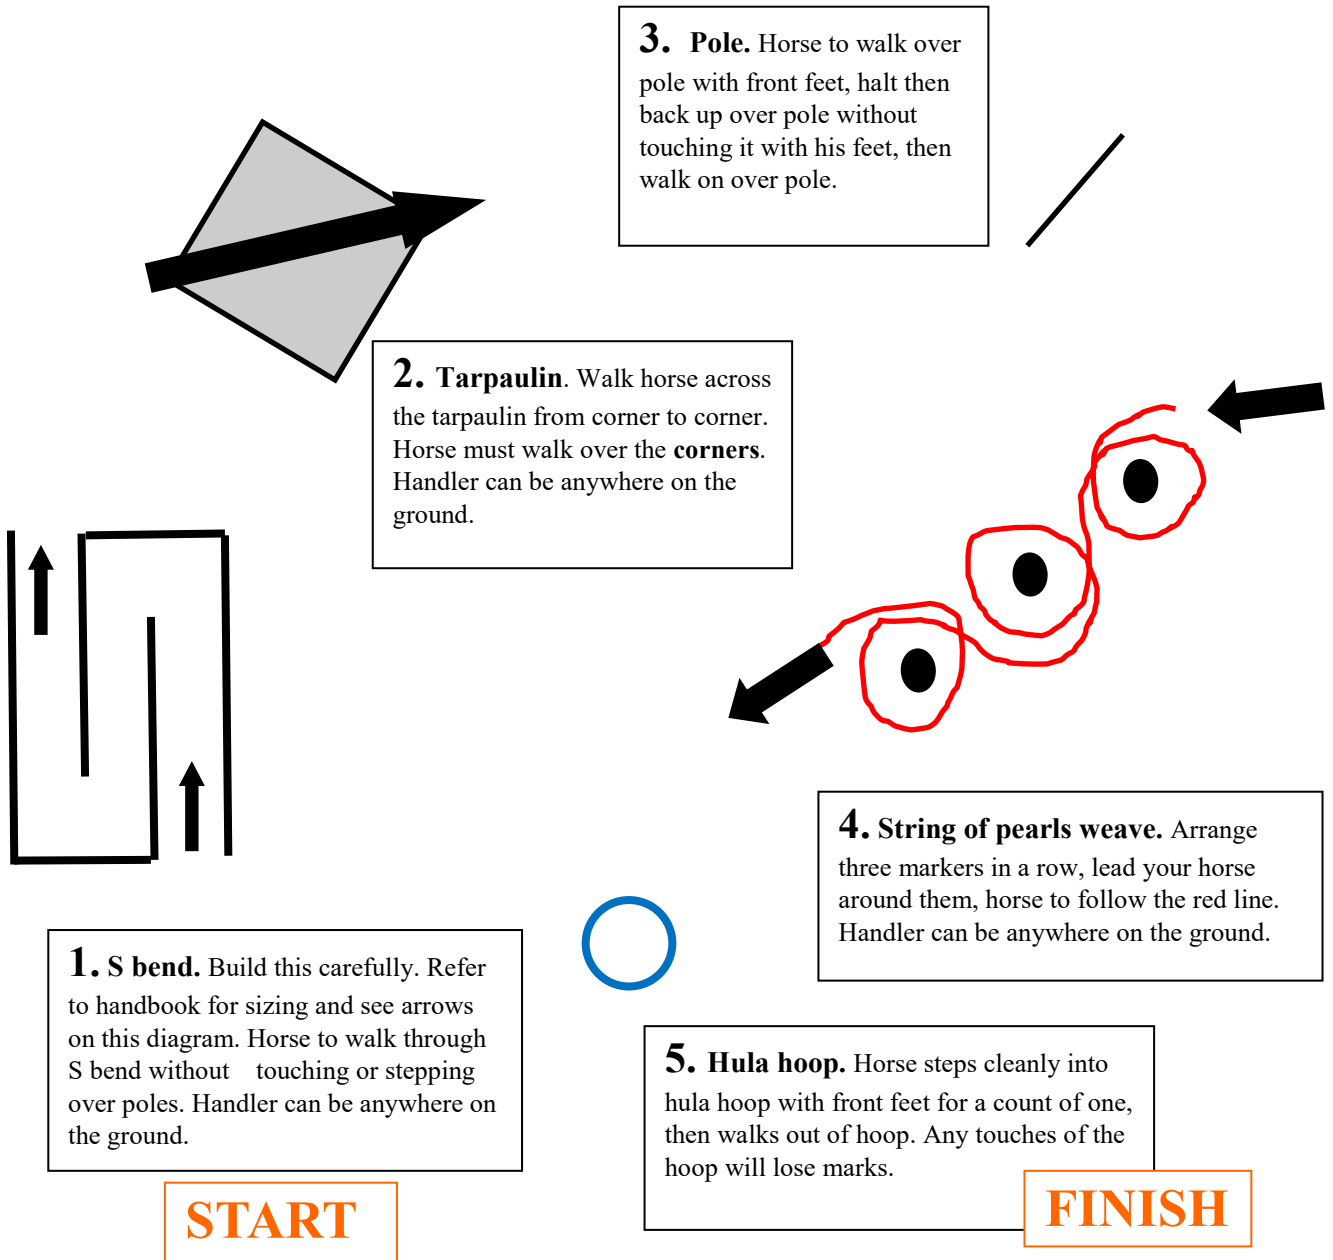 3. Pole. Horse to walk over
pole with front feet, halt then
back up over pole without
touching it with his feet, then
walk on over pole.
2. Tarpaulin. Walk horse across
the tarpaulin from corner to corner.
Horse must walk over the corners.
Handler can be anywhere on the
ground.
4. String of pearls weave. Arrange
three markers in a row, lead your horse
around them, horse to follow the red line.
Handler can be anywhere on the ground.
1. S bend. Build this carefully. Refer
to handbook for sizing and see arrows
on this diagram. Horse to walk through
S bend without touching or stepping
over poles. Handler can be anywhere on
the ground.
5. Hula hoop. Horse steps cleanly into
hula hoop with front feet for a count of one,
then walks out of hoop. Any touches of the
hoop will lose marks.
START
FINISH